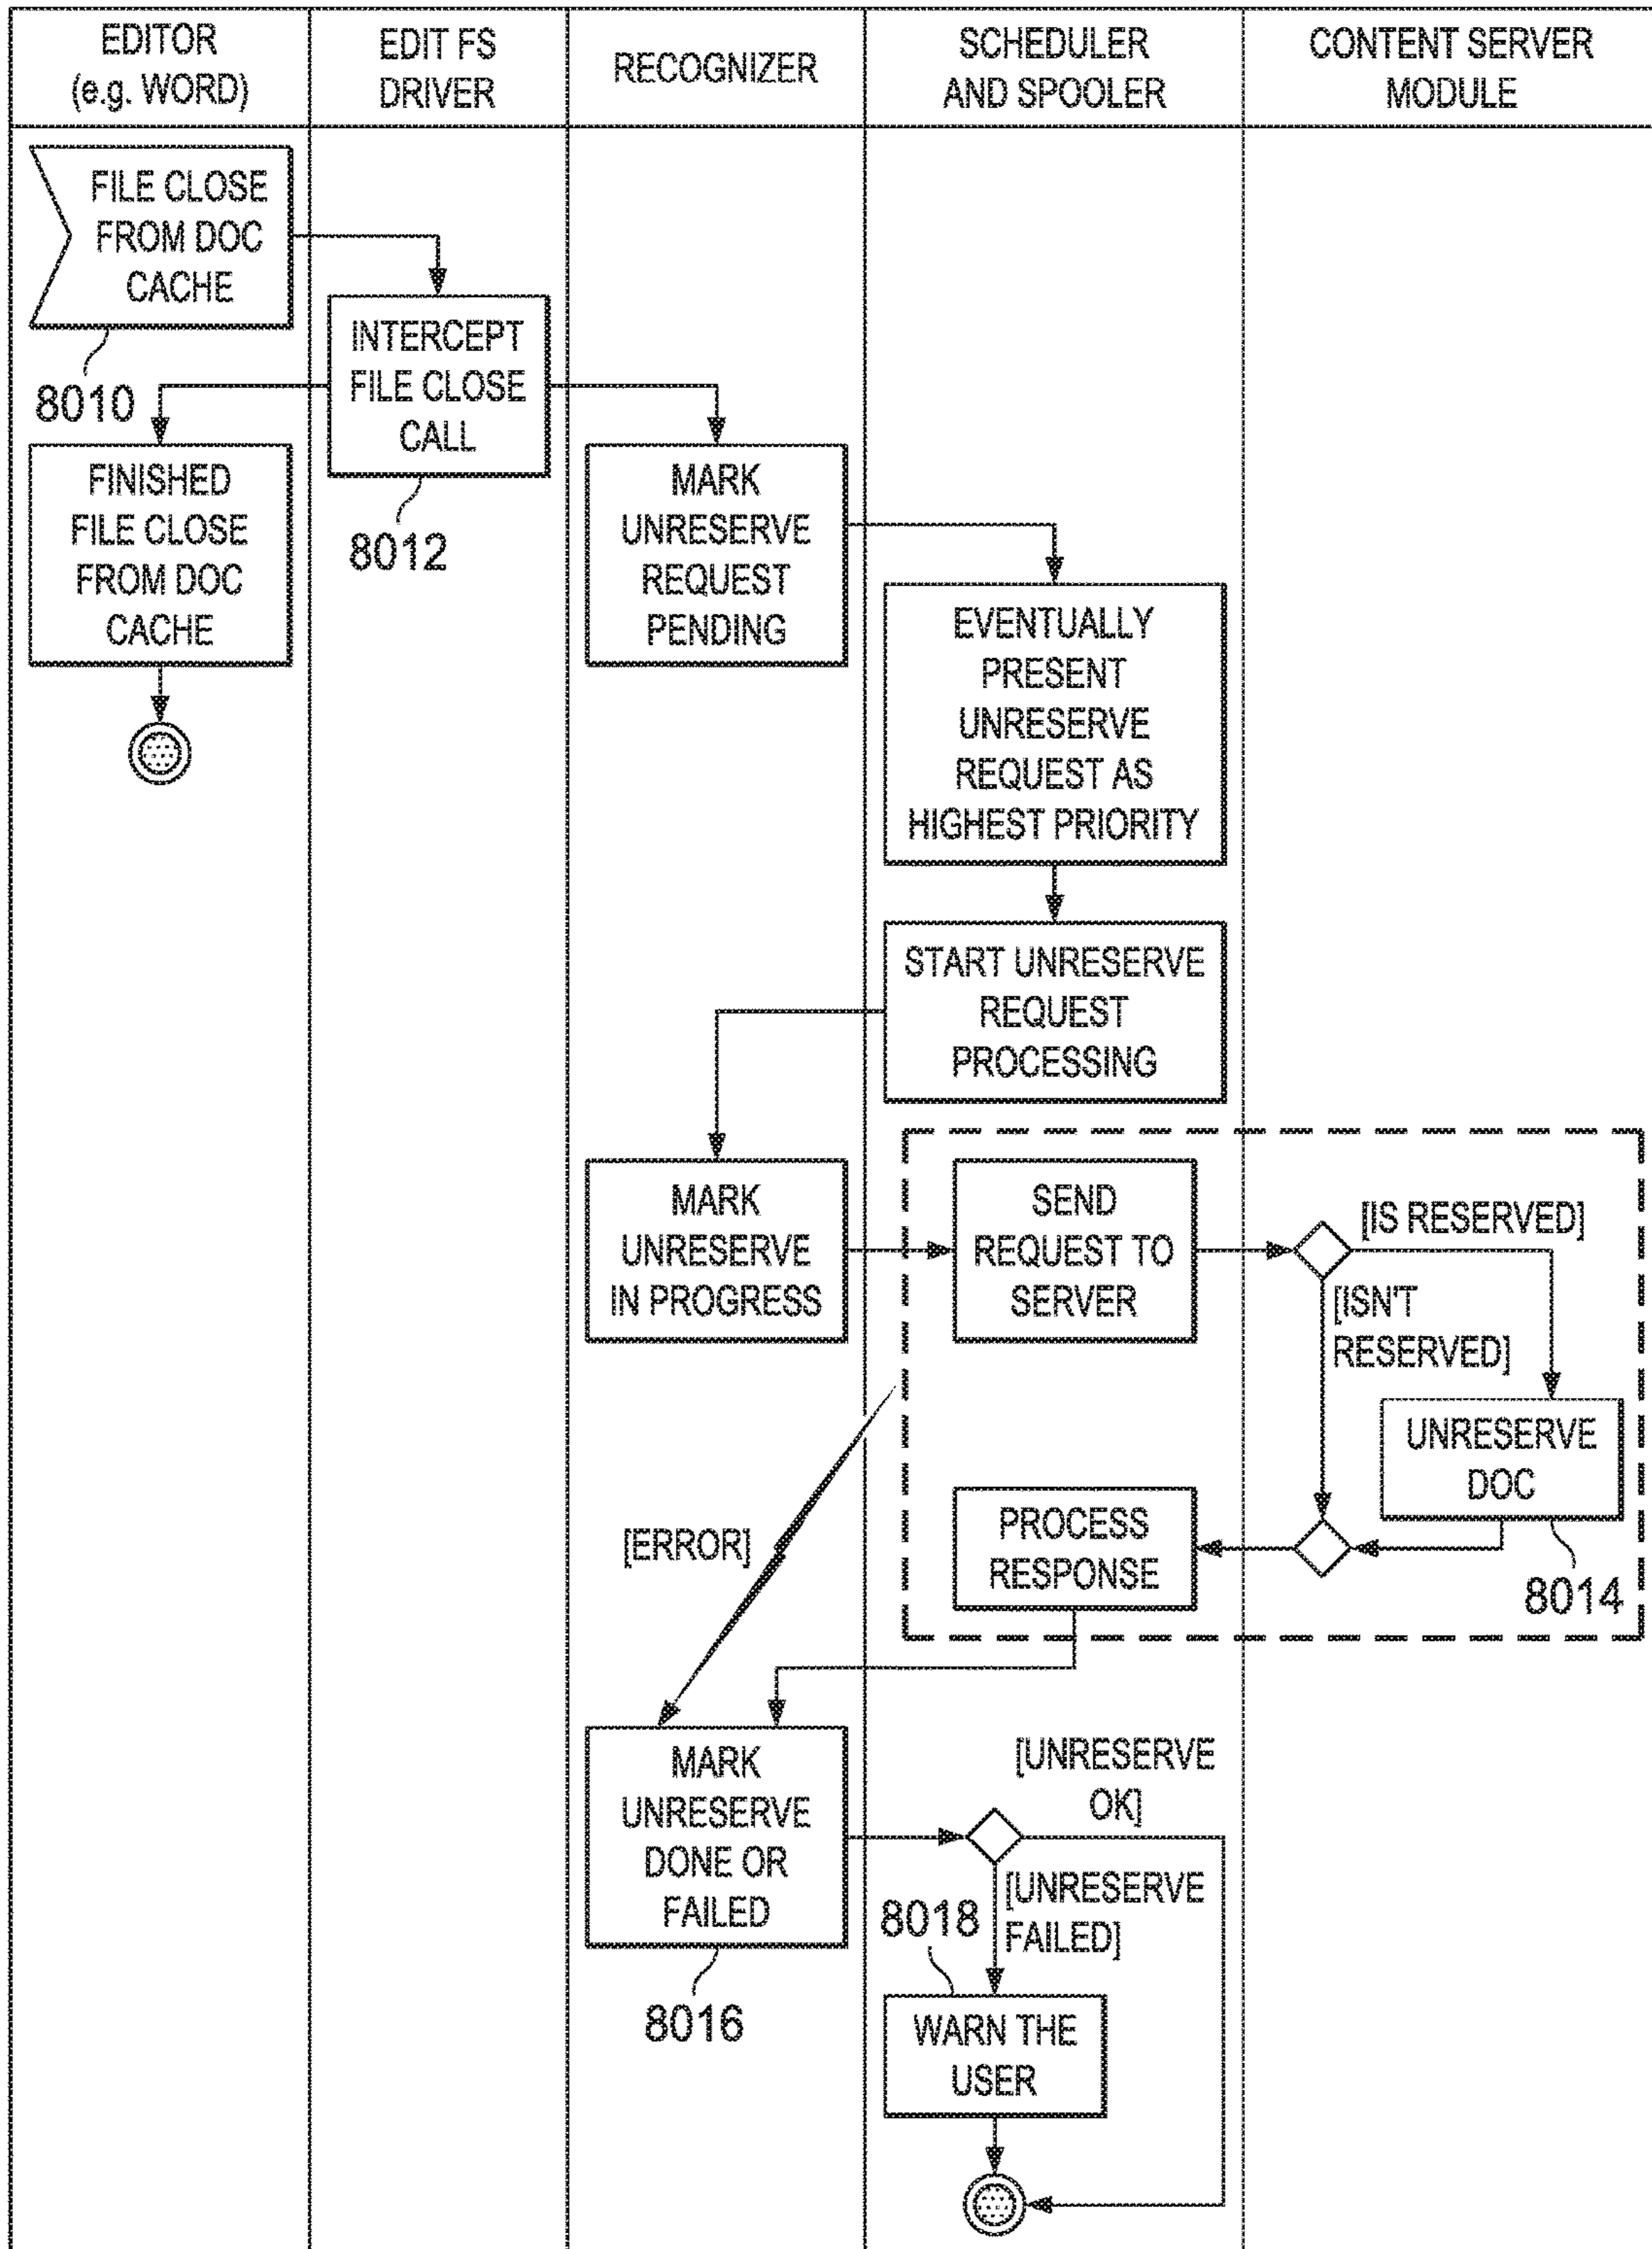 EDITOR
(e.g. WORD)
EDIT FS
DRIVER
RECOGNIZER
SCHEDULER
AND SPOOLER
CONTENT SERVER
MODULE
FILE CLOSE
FROM DOC
CACHE
8010
INTERCEPT
FILE CLOSE
CALL
8012
FINISHED
FILE CLOSE
FROM DOC
CACHE
MARK
UNRESERVE
REQUEST
PENDING
EVENTUALLY
PRESENT
UNRESERVE
REQUEST AS
HIGHEST PRIORITY
START UNRESERVE
REQUEST
PROCESSING
MARK
UNRESERVE
IN PROGRESS
SEND
REQUEST TO
SERVER
[IS RESERVED]
[ISN'T
RESERVED]
UNRESERVE
DOC
8014
PROCESS
RESPONSE
[ERROR]
MARK
UNRESERVE
DONE OR
FAILED
8016
[UNRESERVE
OK]
[UNRESERVE
FAILED]
8018
WARN THE
USER